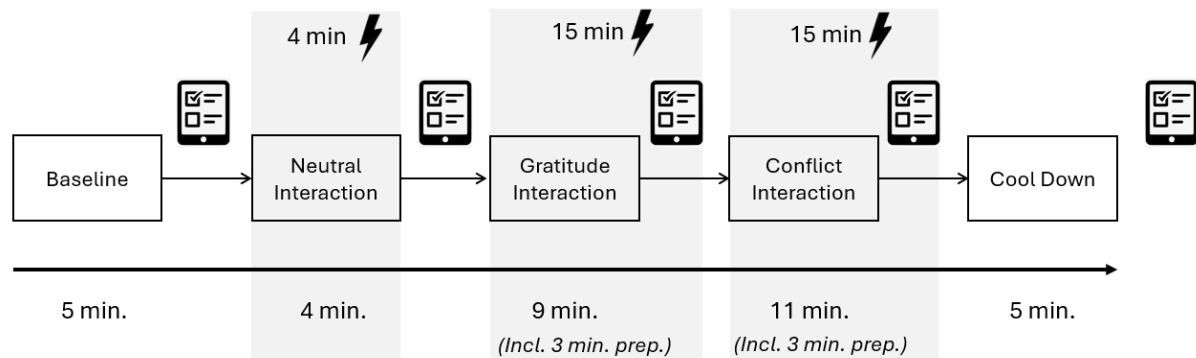 4 min
15 min
15 min
Baseline
Neutral
Interaction
Gratitude
Interaction
Conflict
Interaction
Cool Down
5 min.
4 min.
9 min.
11 min.
5 min.
(Incl. 3 min. prep.)
(Incl. 3 min. prep.)